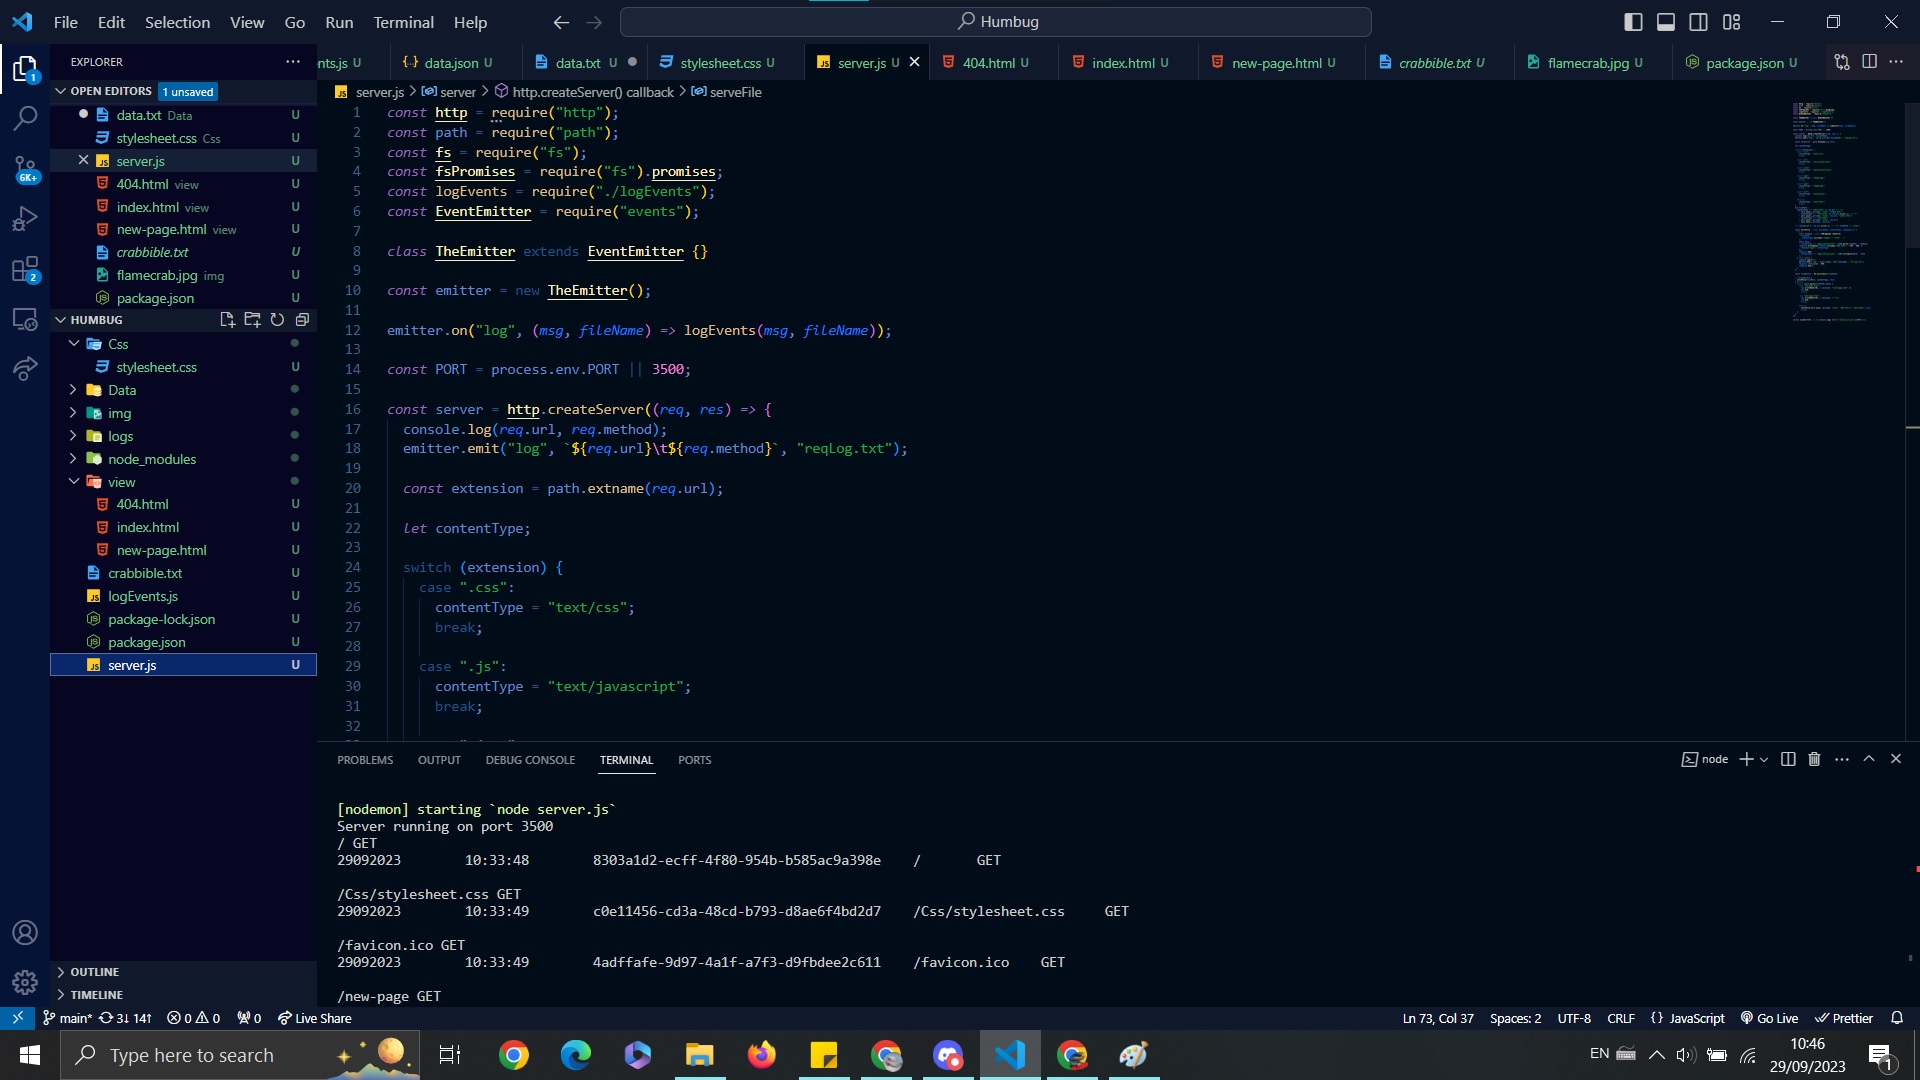 File Edit Selection View Go Run Terminal Help
Humbug
EXPLORER
OPEN EDITORS 1 unsaved
data.txt Data U
stylesheet.css Css U
server.js U
404.html view U
index.html view U
new-page.html view U
crabbible.txt U
flamecrab.jpg img U
package.json U
HUMBUG
Css
stylesheet.css U
Data
img
logs
node_modules
view
404.html U
index.html U
new-page.html U
crabbible.txt U
logEvents.js U
package-lock.json U
package.json U
server.js U
OUTLINE
TIMELINE
1
6K+
2
nts.js U data.json U data.txt U stylesheet.css U server.js U 404.html U index.html U new-page.html U crabbible.txt U flamecrab.jpg U package.json U
server.js > server > http.createServer() callback > serveFile
1 const http = require("http");
2 const path = require("path");
3 const fs = require("fs");
4 const fsPromises = require("fs").promises;
5 const logEvents = require("./logEvents");
6 const EventEmitter = require("events");
7
8 class TheEmitter extends EventEmitter {}
9
10 const emitter = new TheEmitter();
11
12 emitter.on("log", (msg, fileName) => logEvents(msg, fileName));
13
14 const PORT = process.env.PORT || 3500;
15
16 const server = http.createServer((req, res) => {
17 console.log(req.url, req.method);
18 emitter.emit("log", `${req.url}\t${req.method}`, "reqLog.txt");
19
20 const extension = path.extname(req.url);
21
22 let contentType;
23
24 switch (extension) {
25 case ".css":
26 contentType = "text/css";
27 break;
28
29 case ".js":
30 contentType = "text/javascript";
31 break;
32
PROBLEMS OUTPUT DEBUG CONSOLE TERMINAL PORTS
node
[nodemon] starting `node server.js`
Server running on port 3500
/ GET
29092023 10:33:48 8303a1d2-ecff-4f80-954b-b585ac9a398e / GET
/Css/stylesheet.css GET
29092023 10:33:49 c0e11456-cd3a-48cd-b793-d8ae6f4bd2d7 /Css/stylesheet.css GET
/favicon.ico GET
29092023 10:33:49 4adffafe-9d97-4a1f-a7f3-d9fbdee2c611 /favicon.ico GET
/new-page GET
main* 3↓ 14↑ 0 0 0 Live Share
Ln 73, Col 37 Spaces: 2 UTF-8 CRLF {} JavaScript Go Live Prettier
Type here to search
EN
10:46
29/09/2023
1